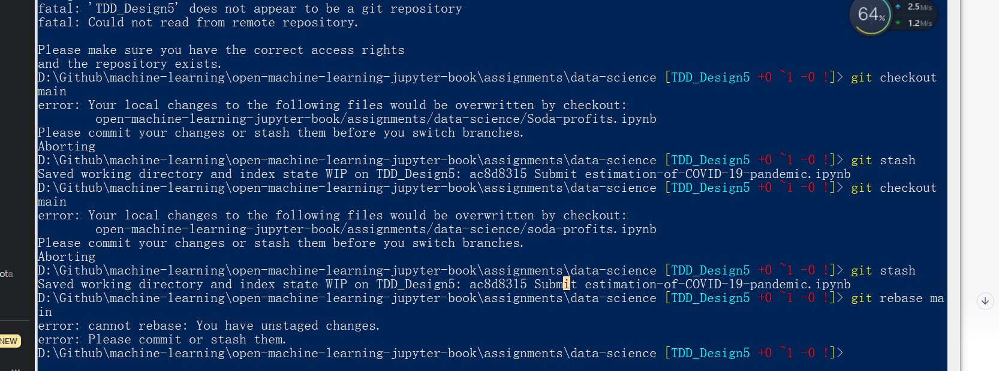 fatal: 'TDD_Design5' does not appear to be a git repository
fatal: Could not read from remote repository.
64%
2.5M/s
1.2M/s
Please make sure you have the correct access rights
and the repository exists.
D:\Github\machine-learning\open-machine-learning-jupyter-book\assignments\data-science [TDD_Design5 +0 ~1 -0 !]> git checkout
main
error: Your local changes to the following files would be overwritten by checkout:
open-machine-learning-jupyter-book/assignments/data-science/Soda-profits.ipynb
Please commit your changes or stash them before you switch branches.
Aborting
D:\Github\machine-learning\open-machine-learning-jupyter-book\assignments\data-science [TDD_Design5 +0 ~1 -0 !]> git stash
Saved working directory and index state WIP on TDD_Design5: ac8d8315 Submit estimation-of-COVID-19-pandemic.ipynb
D:\Github\machine-learning\open-machine-learning-jupyter-book\assignments\data-science [TDD_Design5 +0 ~1 -0 !]> git checkout
main
error: Your local changes to the following files would be overwritten by checkout:
open-machine-learning-jupyter-book/assignments/data-science/soda-profits.ipynb
Please commit your changes or stash them before you switch branches.
Aborting
D:\Github\machine-learning\open-machine-learning-jupyter-book\assignments\data-science [TDD_Design5 +0 ~1 -0 !]> git stash
ota
Saved working directory and index state WIP on TDD_Design5: ac8d8315 Submit estimation-of-COVID-19-pandemic.ipynb
D:\Github\machine-learning\open-machine-learning-jupyter-book\assignments\data-science [TDD_Design5 +0 ~1 -0 !]> git rebase ma
in
error: cannot rebase: You have unstaged changes.
error: Please commit or stash them.
NEW
D:\Github\machine-learning\open-machine-learning-jupyter-book\assignments\data-science [TDD_Design5 +0 ~1 -0 !]>